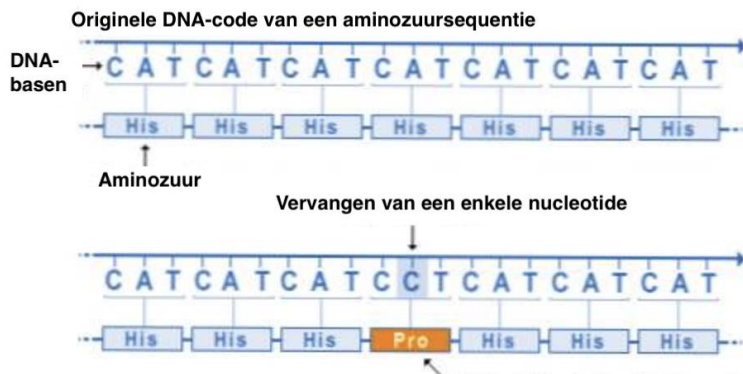 Originele DNA-code van een aminozuursequentie
DNA-
basen
C A T C A T C A T C A T C A T C A T C A T
His His His His His His His
Aminozuur
Vervangen van een enkele nucleotide
C A T C A T C A T C C T C A T C A T C A T
His His His Pro His His His